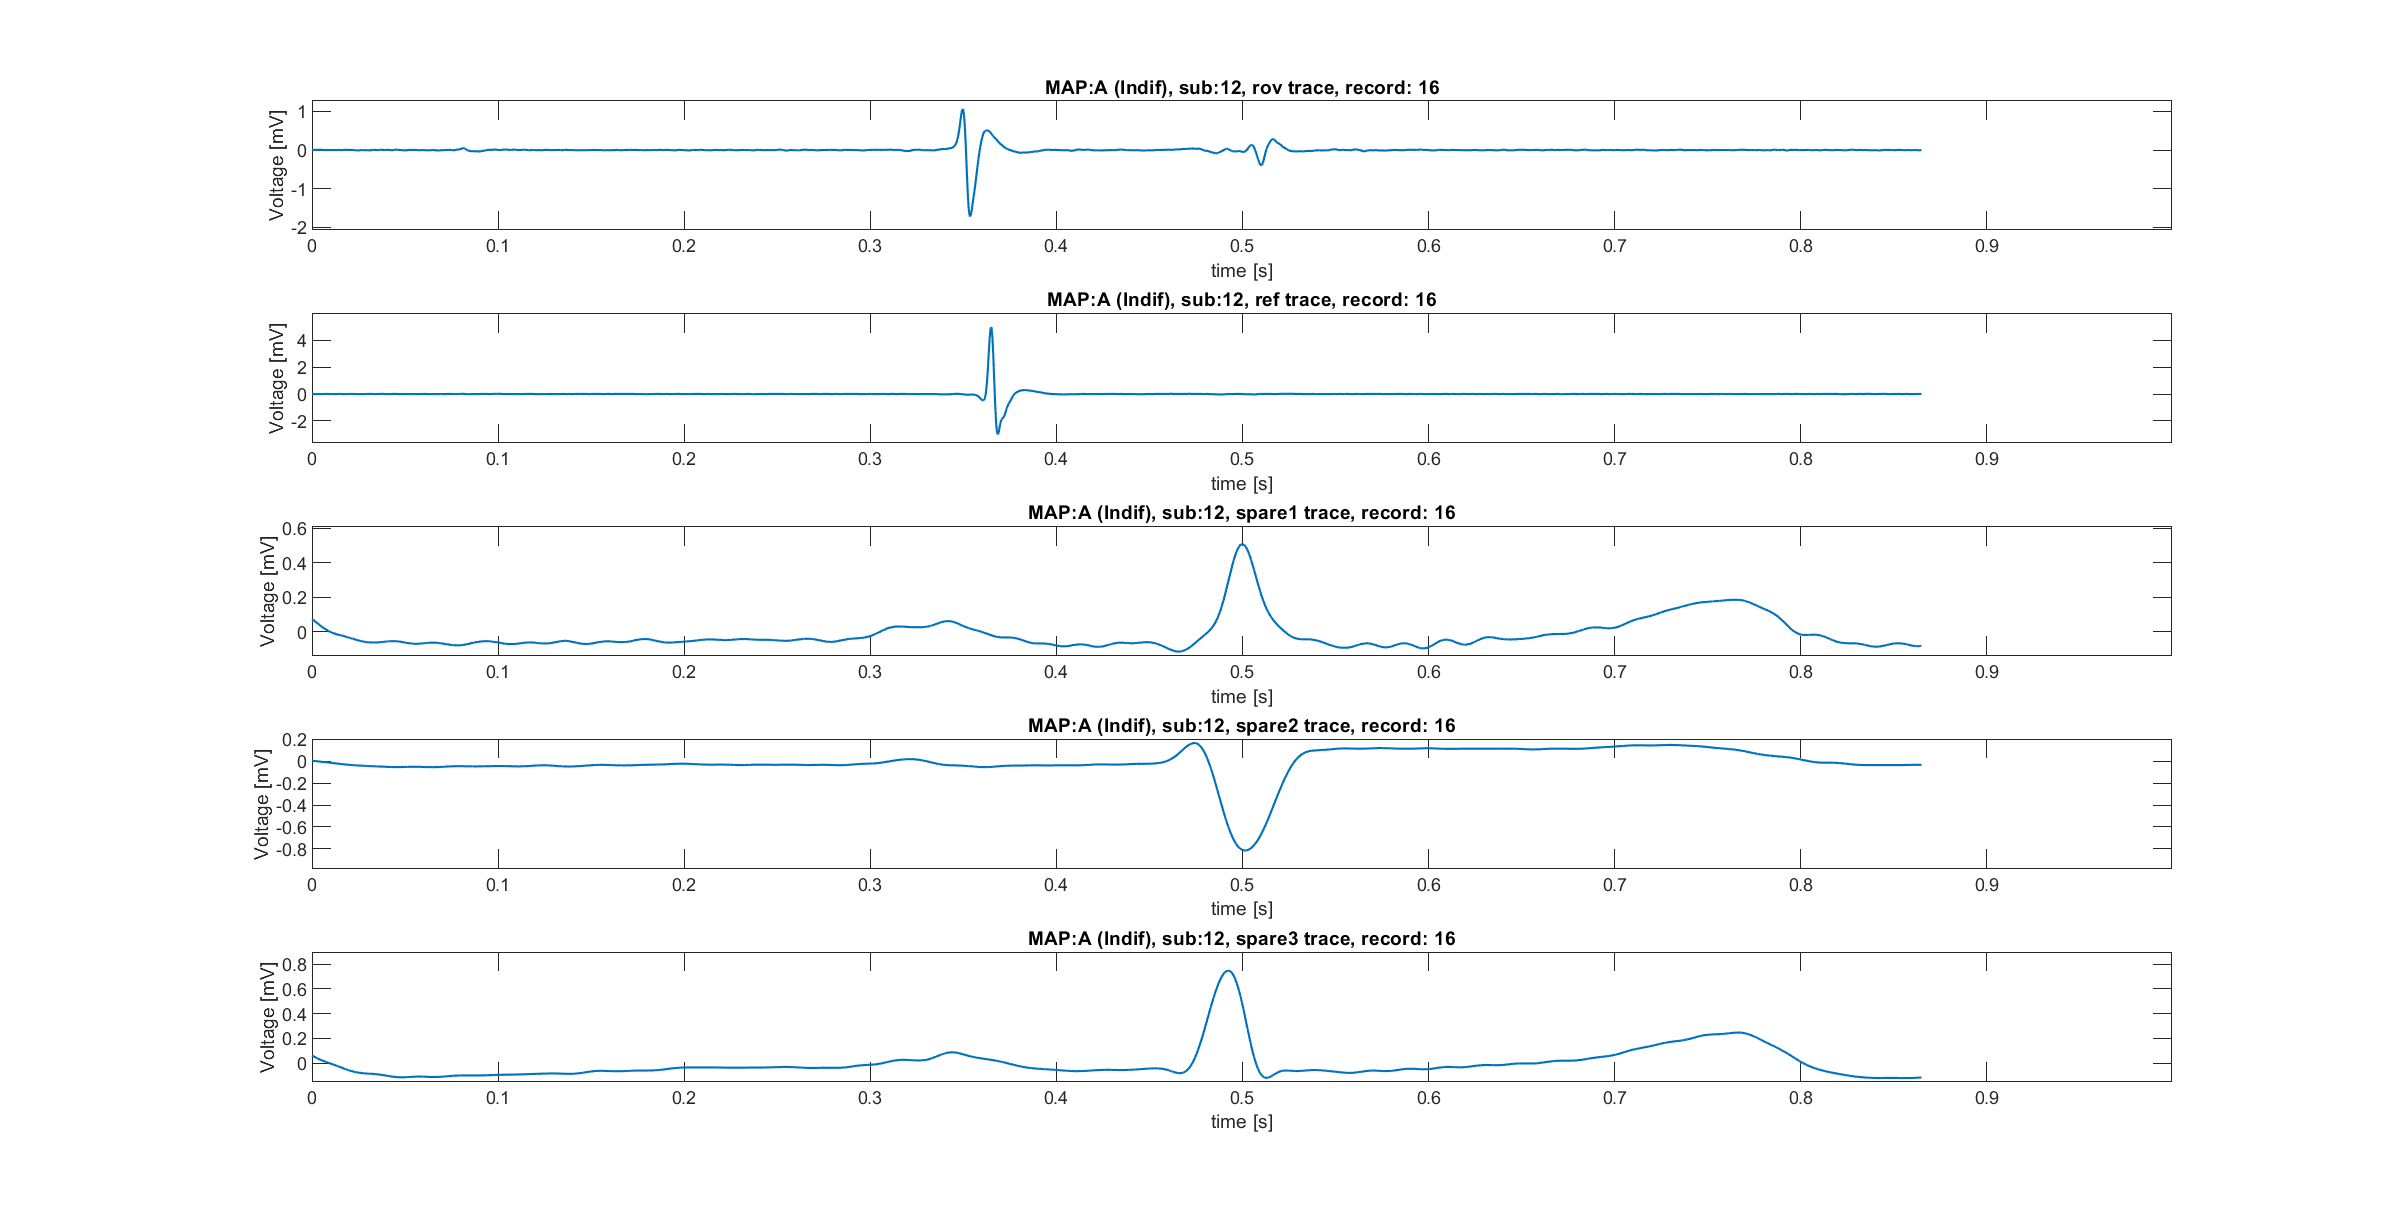 MAP:A (Indif), sub:12, rov trace, record: 16
Voltage [mV]
1
0
-1
-2
0 0.1 0.2 0.3 0.4 0.5 0.6 0.7 0.8 0.9
time [s]
MAP:A (Indif), sub:12, ref trace, record: 16
Voltage [mV]
4
2
0
-2
0 0.1 0.2 0.3 0.4 0.5 0.6 0.7 0.8 0.9
time [s]
MAP:A (Indif), sub:12, spare1 trace, record: 16
Voltage [mV]
0.6
0.4
0.2
0
0 0.1 0.2 0.3 0.4 0.5 0.6 0.7 0.8 0.9
time [s]
MAP:A (Indif), sub:12, spare2 trace, record: 16
Voltage [mV]
0.2
0
-0.2
-0.4
-0.6
-0.8
0 0.1 0.2 0.3 0.4 0.5 0.6 0.7 0.8 0.9
time [s]
MAP:A (Indif), sub:12, spare3 trace, record: 16
Voltage [mV]
0.8
0.6
0.4
0.2
0
0 0.1 0.2 0.3 0.4 0.5 0.6 0.7 0.8 0.9
time [s]